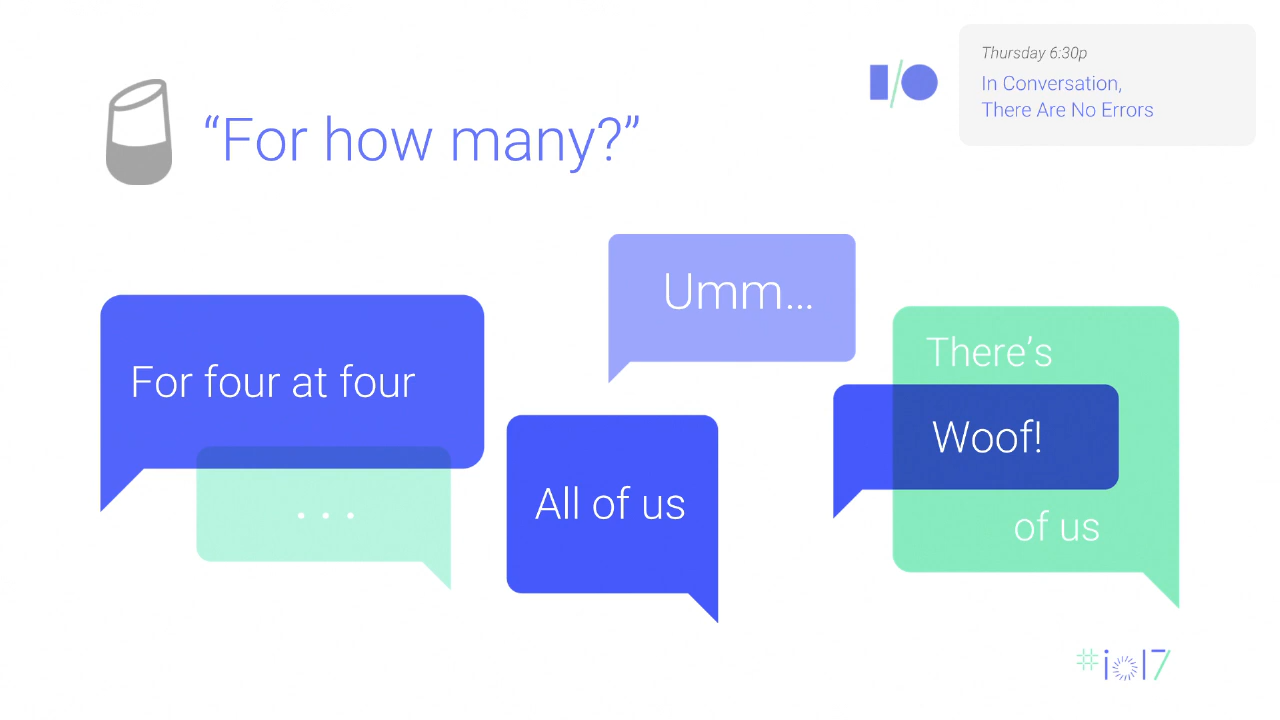 Thursday 6:30p
I/O
In Conversation,
There Are No Errors
“For how many?”
Umm...
For four at four
...
All of us
There’s
Woof!
of us
#io17